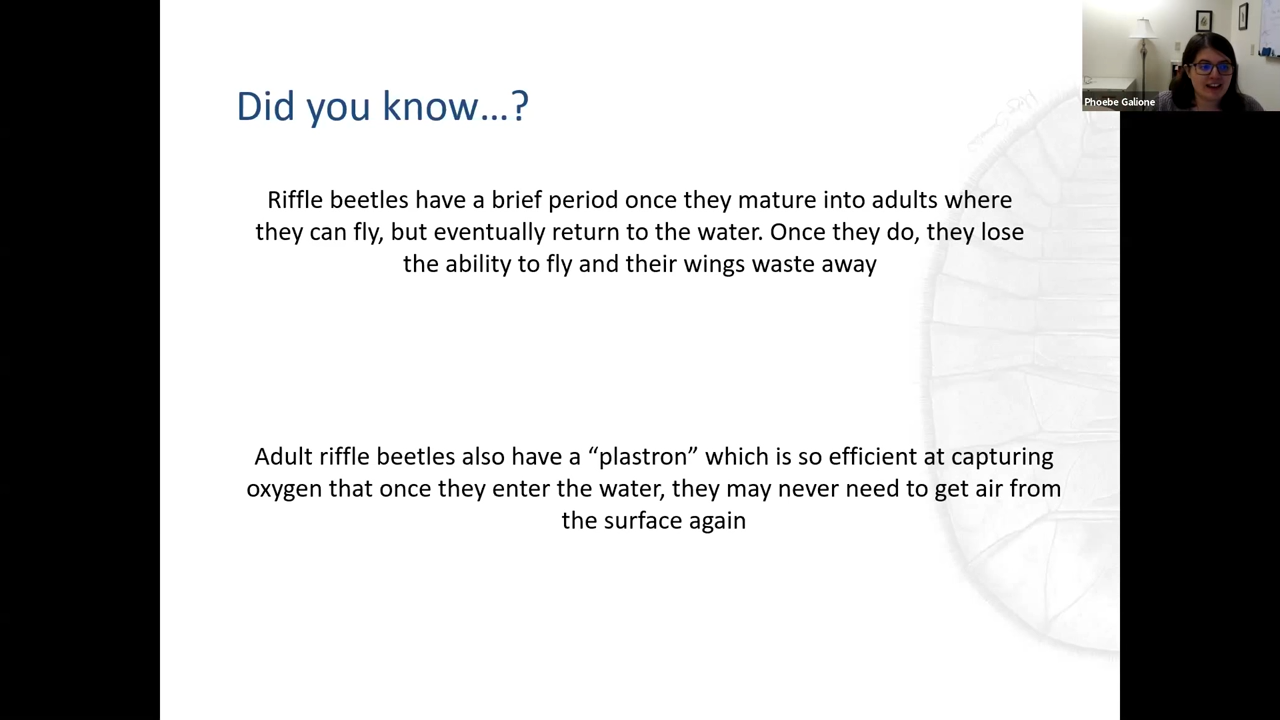 Did you know...?
Phoebe Galione
Riffle beetles have a brief period once they mature into adults where
they can fly, but eventually return to the water. Once they do, they lose
the ability to fly and their wings waste away
Adult riffle beetles also have a “plastron” which is so efficient at capturing
oxygen that once they enter the water, they may never need to get air from
the surface again